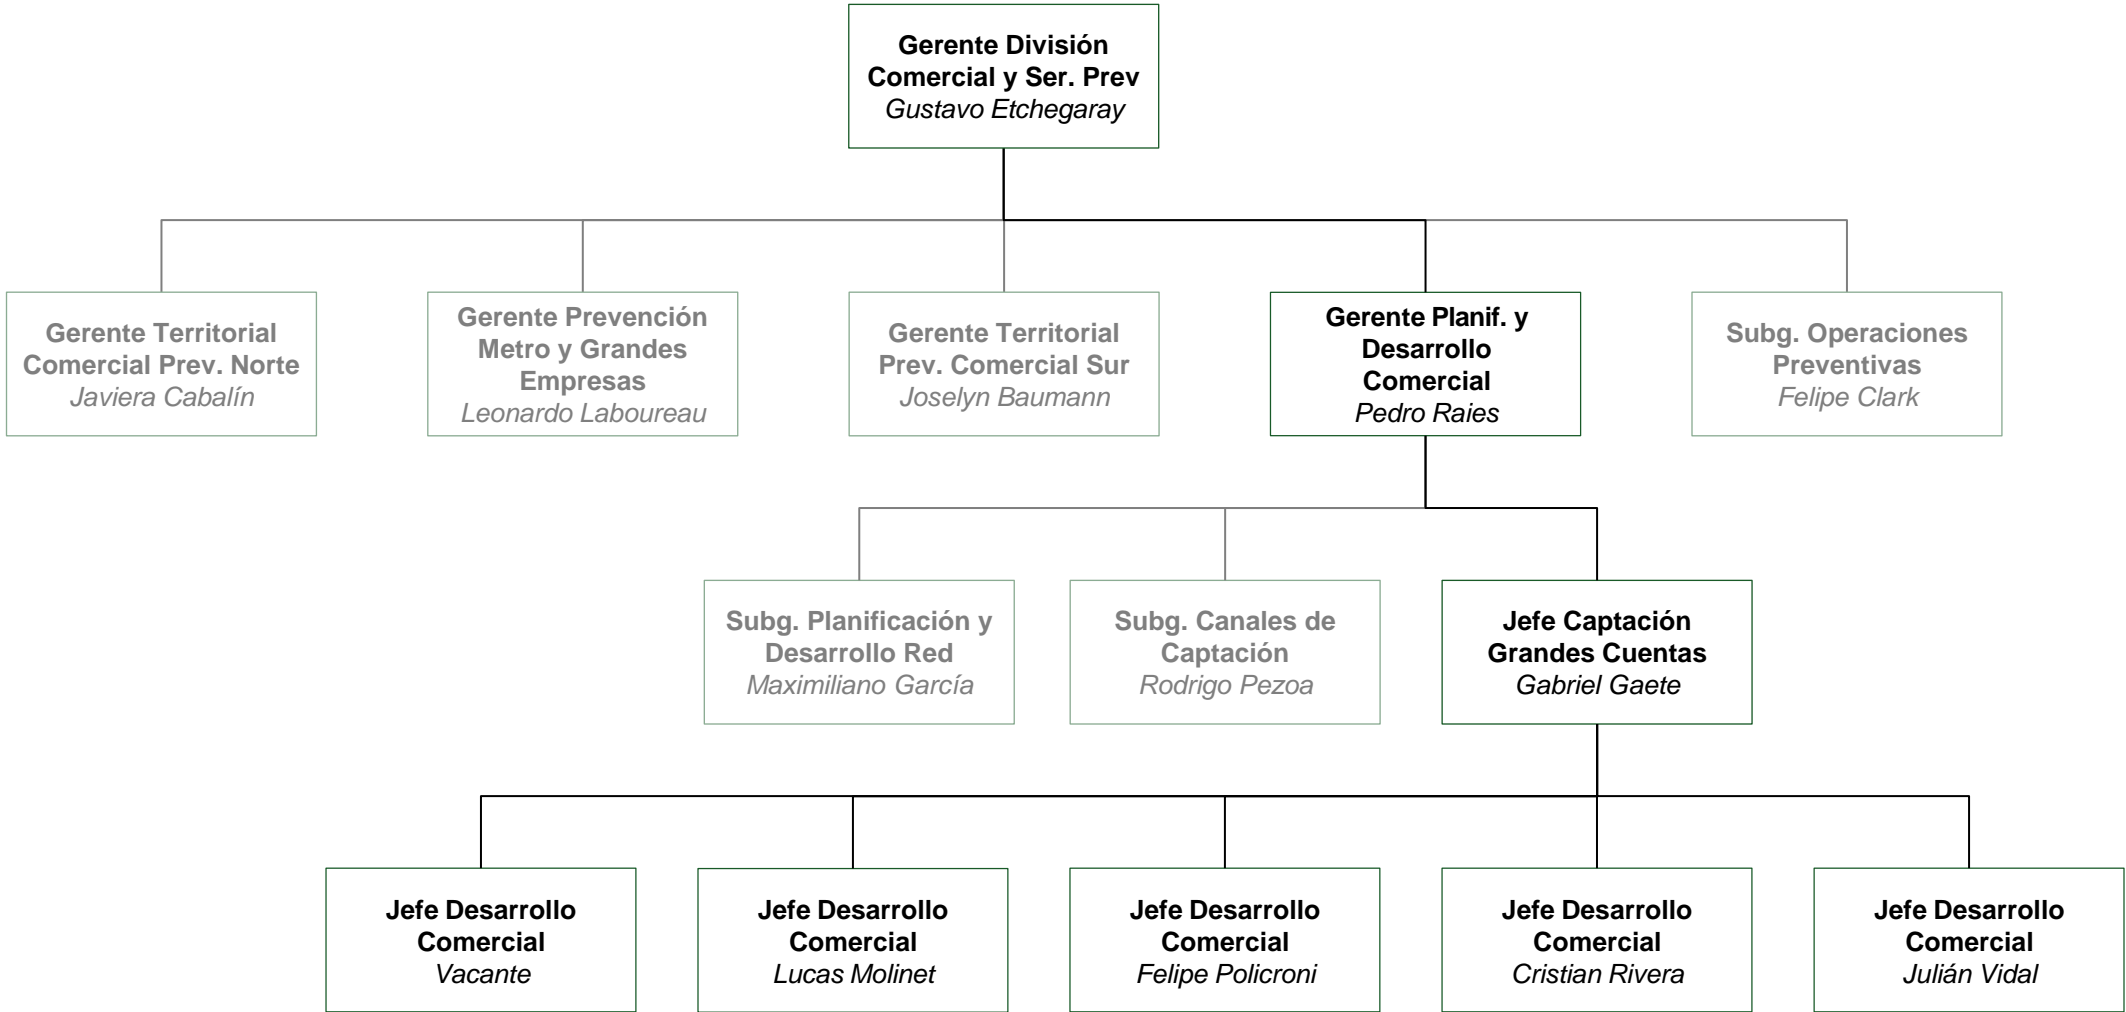 Gerente División
Comercial y Ser. Prev
Gustavo Etchegaray
Gerente Territorial
Comercial Prev. Norte
Javiera Cabalín
Gerente Prevención
Metro y Grandes
Empresas
Leonardo Laboureau
Gerente Territorial
Prev. Comercial Sur
Joselyn Baumann
Gerente Planif. y
Desarrollo
Comercial
Pedro Raies
Subg. Operaciones
Preventivas
Felipe Clark
Subg. Planificación y
Desarrollo Red
Maximiliano García
Subg. Canales de
Captación
Rodrigo Pezoa
Jefe Captación
Grandes Cuentas
Gabriel Gaete
Jefe Desarrollo
Comercial
Vacante
Jefe Desarrollo
Comercial
Lucas Molinet
Jefe Desarrollo
Comercial
Felipe Policroni
Jefe Desarrollo
Comercial
Cristian Rivera
Jefe Desarrollo
Comercial
Julián Vidal